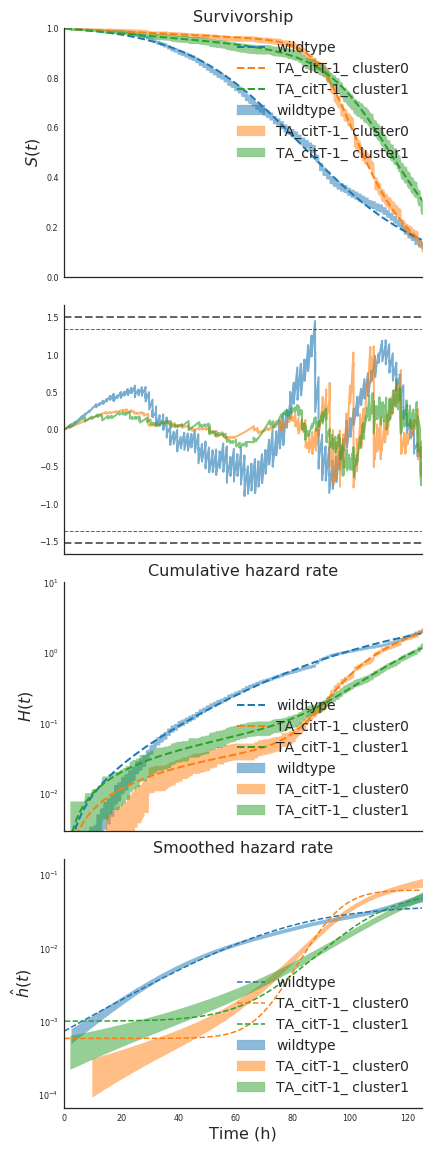 Survivorship
1.0
0.8
0.6
0.4
0.2
0.0
S(t)
wildtype
TA_citT-1_ cluster0
TA_citT-1_ cluster1
wildtype
TA_citT-1_ cluster0
TA_citT-1_ cluster1
1.5
1.0
0.5
0.0
−0.5
−1.0
−1.5
Cumulative hazard rate
10¹
10⁰
10⁻¹
10⁻²
H(t)
wildtype
TA_citT-1_ cluster0
TA_citT-1_ cluster1
wildtype
TA_citT-1_ cluster0
TA_citT-1_ cluster1
Smoothed hazard rate
10⁻¹
10⁻²
10⁻³
10⁻⁴
ĥ(t)
wildtype
TA_citT-1_ cluster0
TA_citT-1_ cluster1
wildtype
TA_citT-1_ cluster0
TA_citT-1_ cluster1
0 20 40 60 80 100 120
Time (h)